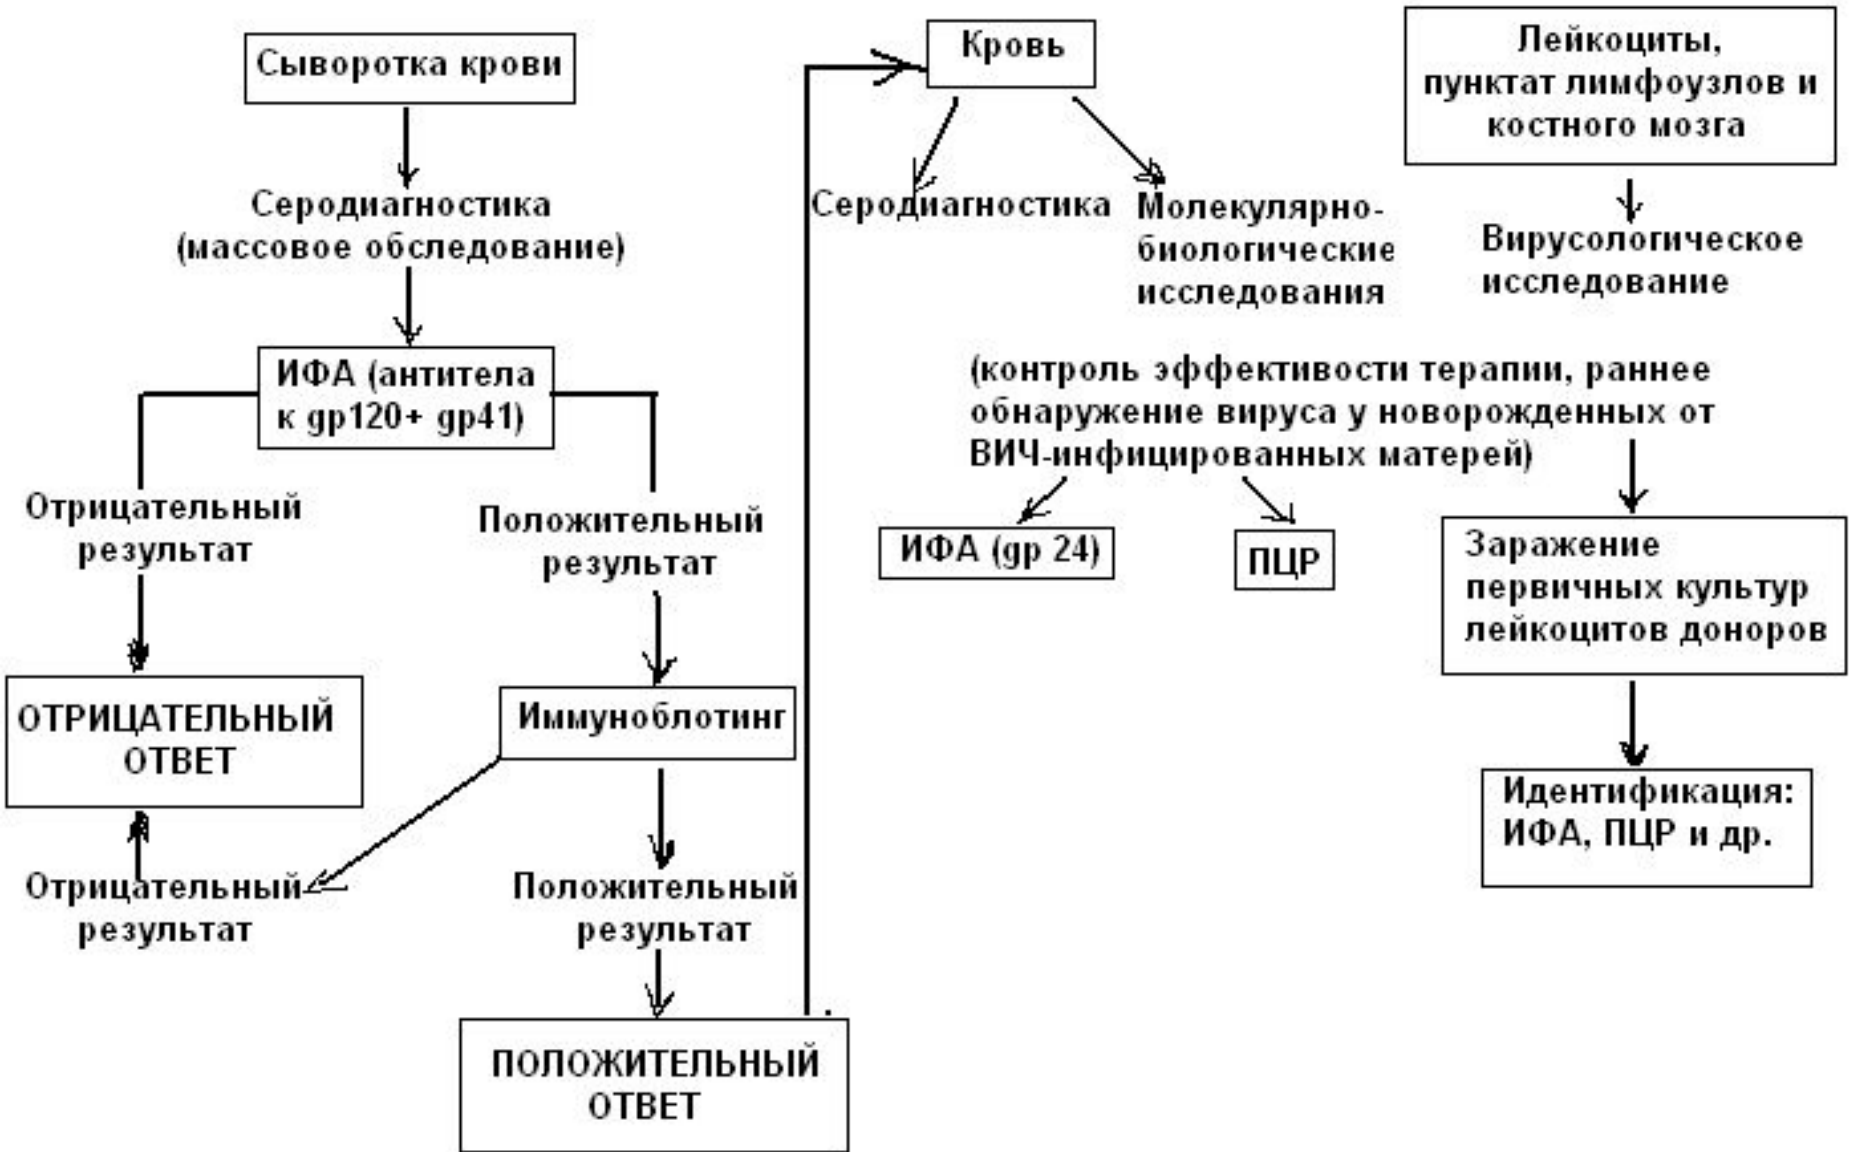 Сыворотка крови
Серодиагностика
(массовое обследование)
ИФА (антитела
к gp120+ gp41)
Отрицательный
результат
Положительный
результат
ОТРИЦАТЕЛЬНЫЙ
ОТВЕТ
Иммуноблотинг
Отрицательный
результат
Положительный
результат
ПОЛОЖИТЕЛЬНЫЙ
ОТВЕТ
Кровь
Серодиагностика
Молекулярно-
биологические
исследования
(контроль эффективости терапии, раннее
обнаружение вируса у новорожденных от
ВИЧ-инфицированных матерей)
ИФА (gp 24)
ПЦР
Лейкоциты,
пунктат лимфоузлов и
костного мозга
Вирусологическое
исследование
Заражение
первичных культур
лейкоцитов доноров
Идентификация:
ИФА, ПЦР и др.